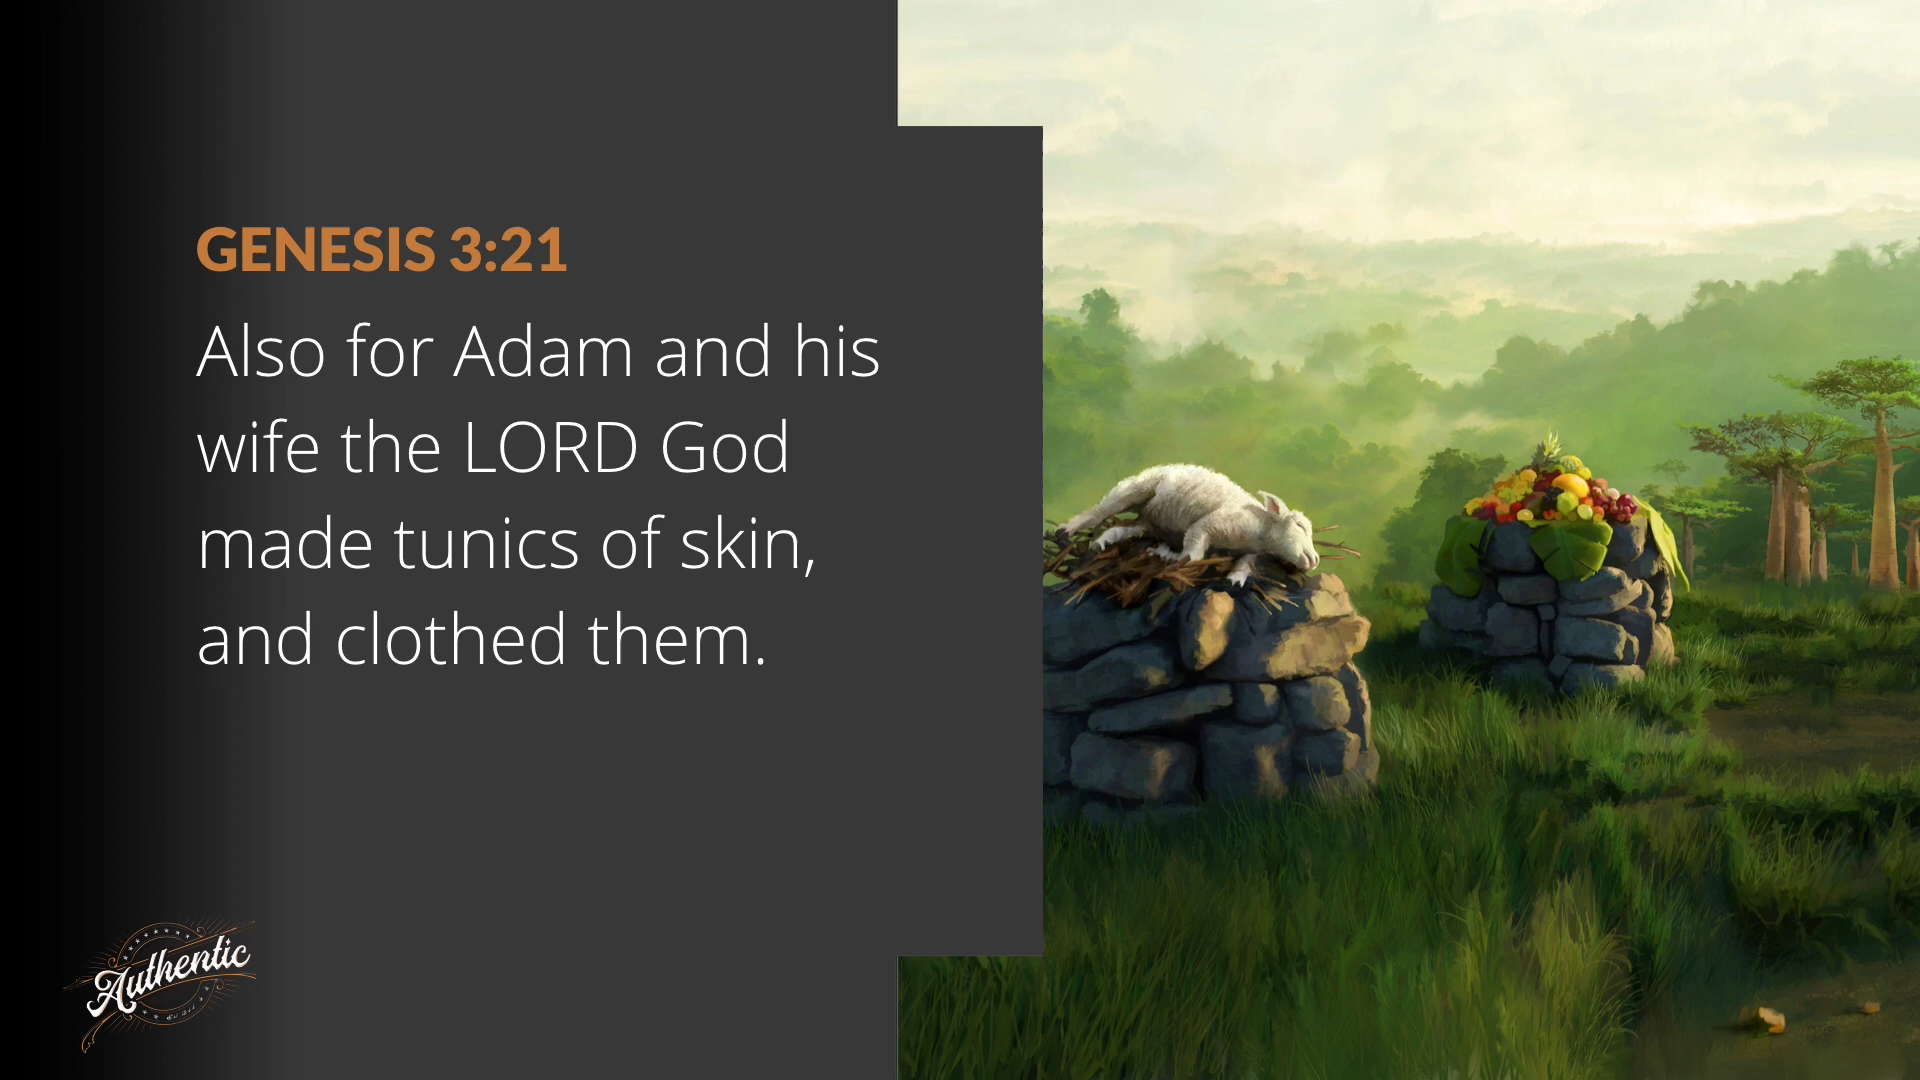 GENESIS 3:21
Also for Adam and his
wife the LORD God
made tunics of skin,
and clothed them.
Authentic